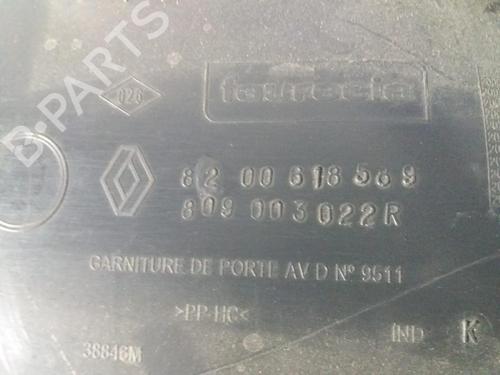 B-PARTS
026
faurecia
82 00 618 569
809 003 022R
GARNITURE DE PORTE AV D Nº 9511
>PP-HC<
IND K
38846M